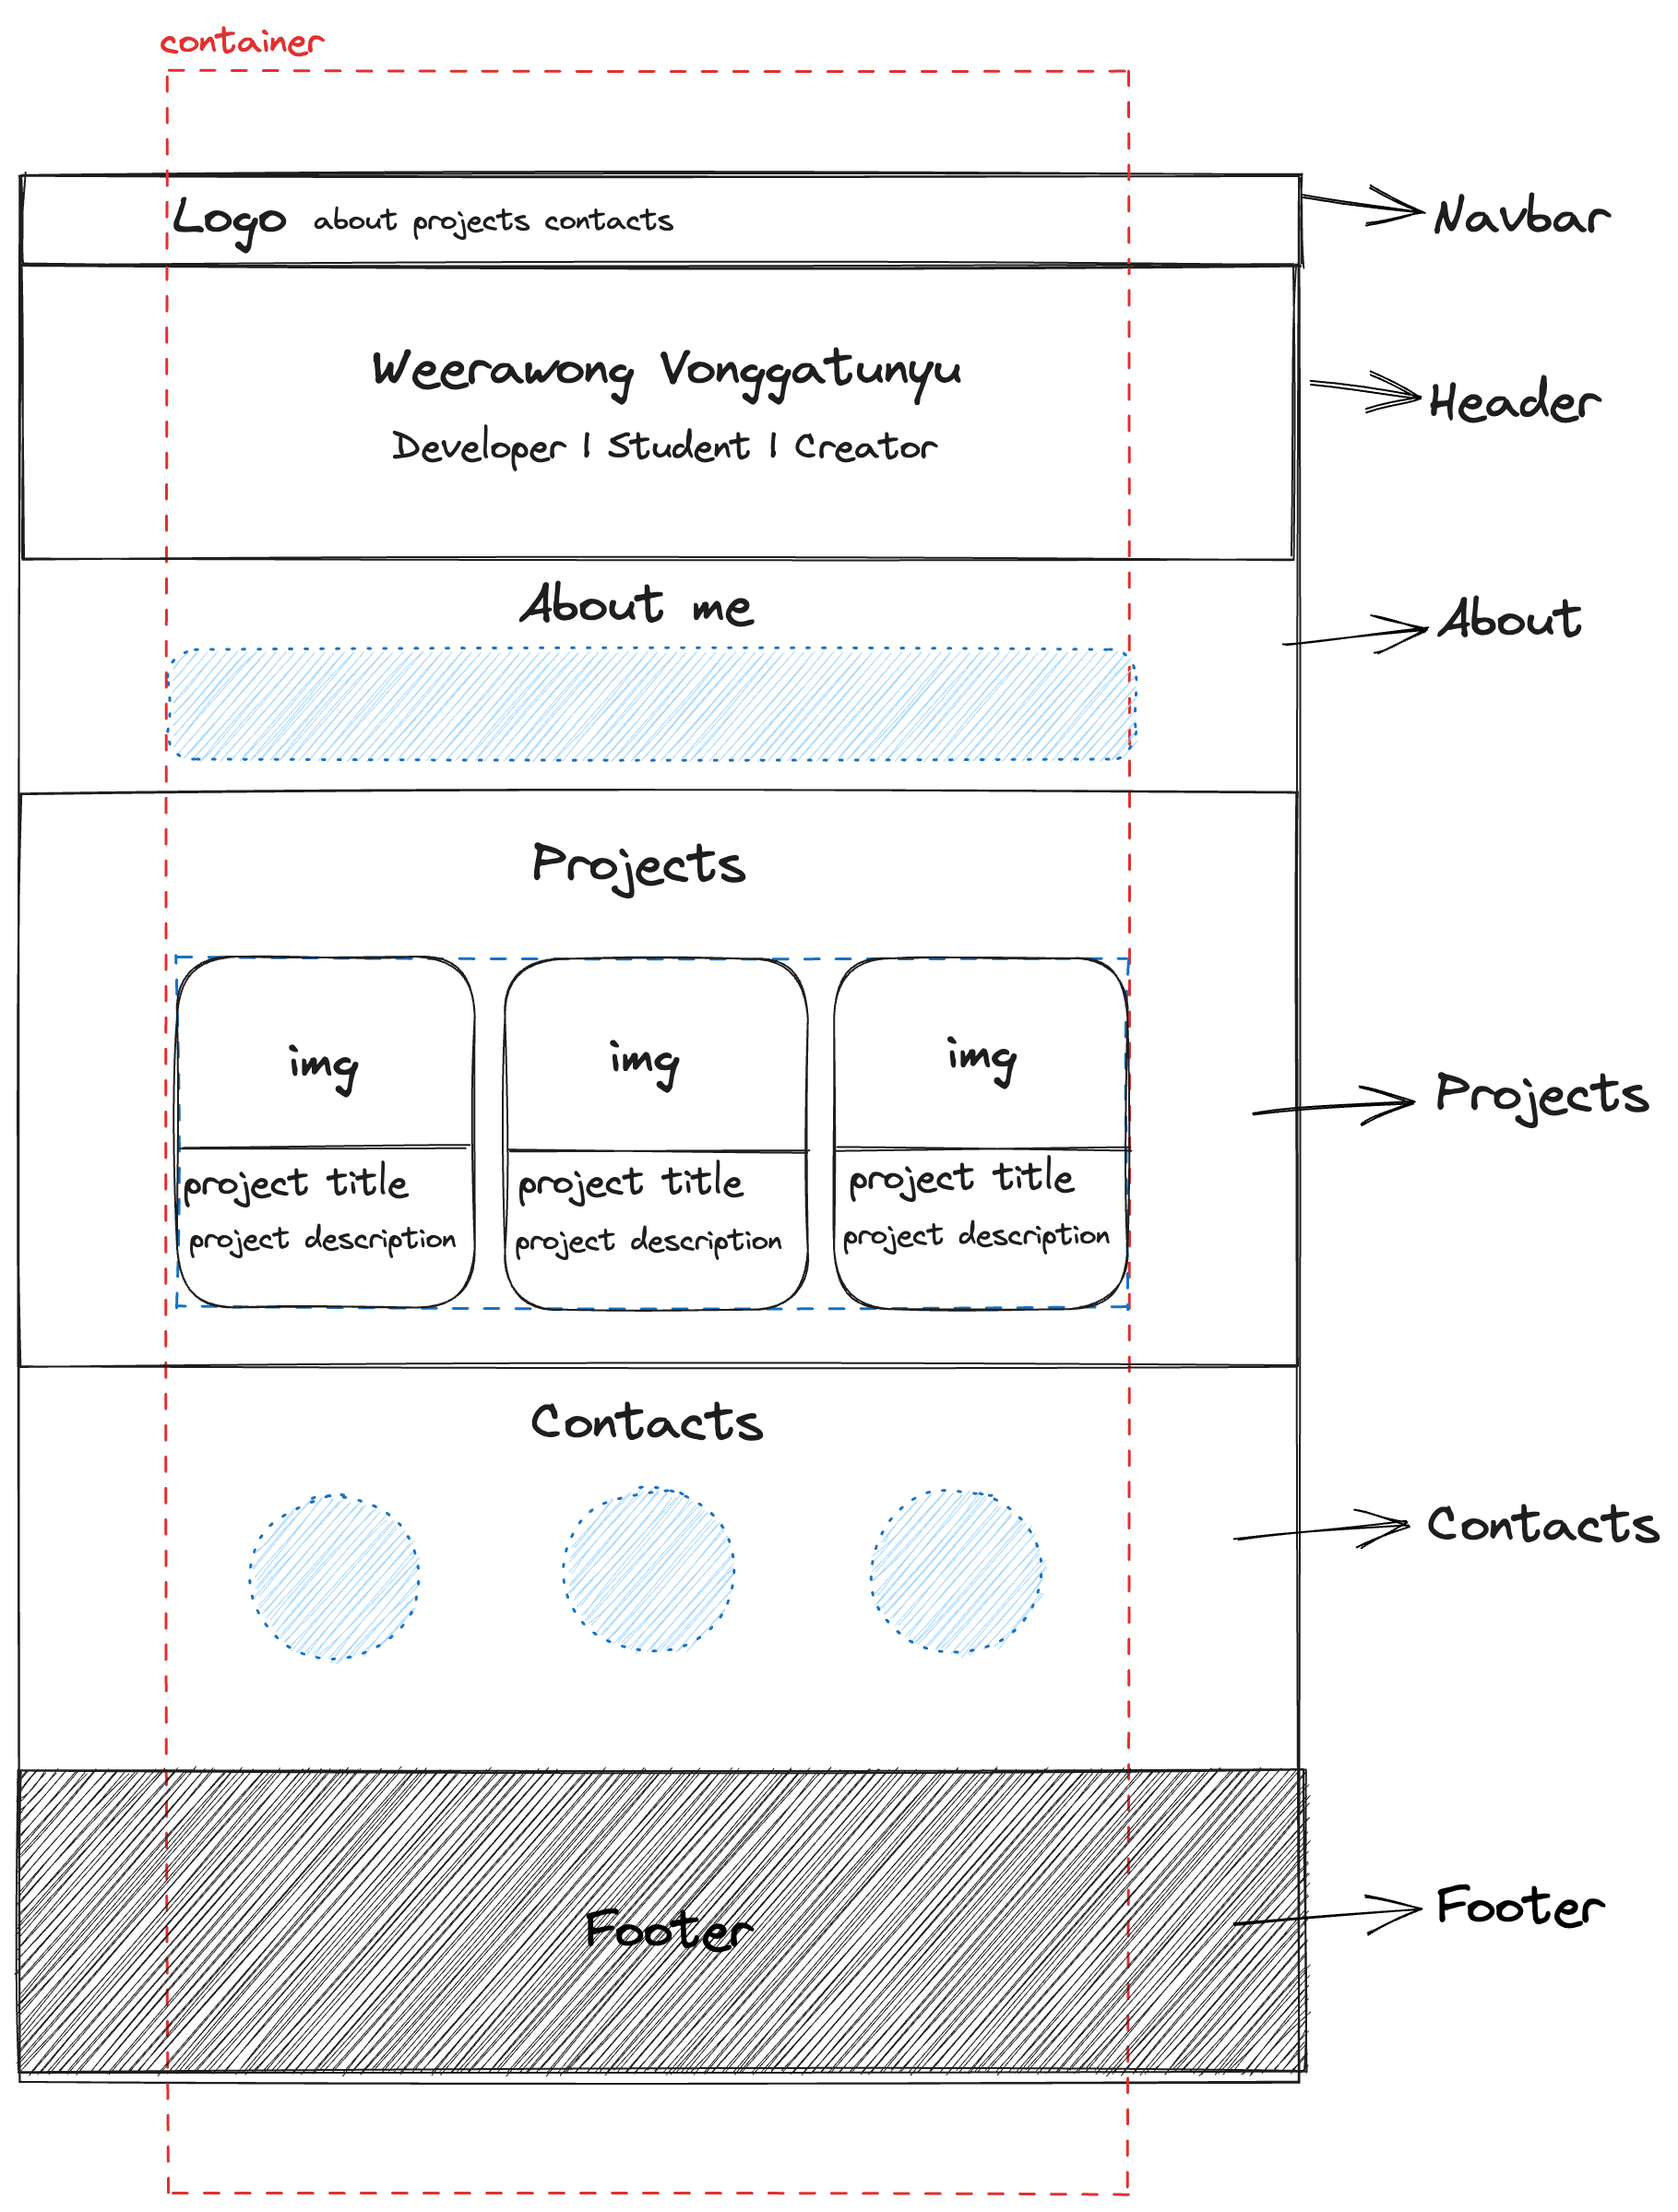 container
Logo about projects contacts
Navbar
Weerawong Vonggatunyu
Developer | Student | Creator
Header
About me
About
Projects
img
img
img
project title
project title
project title
project description
project description
project description
Projects
Contacts
Contacts
Footer
Footer